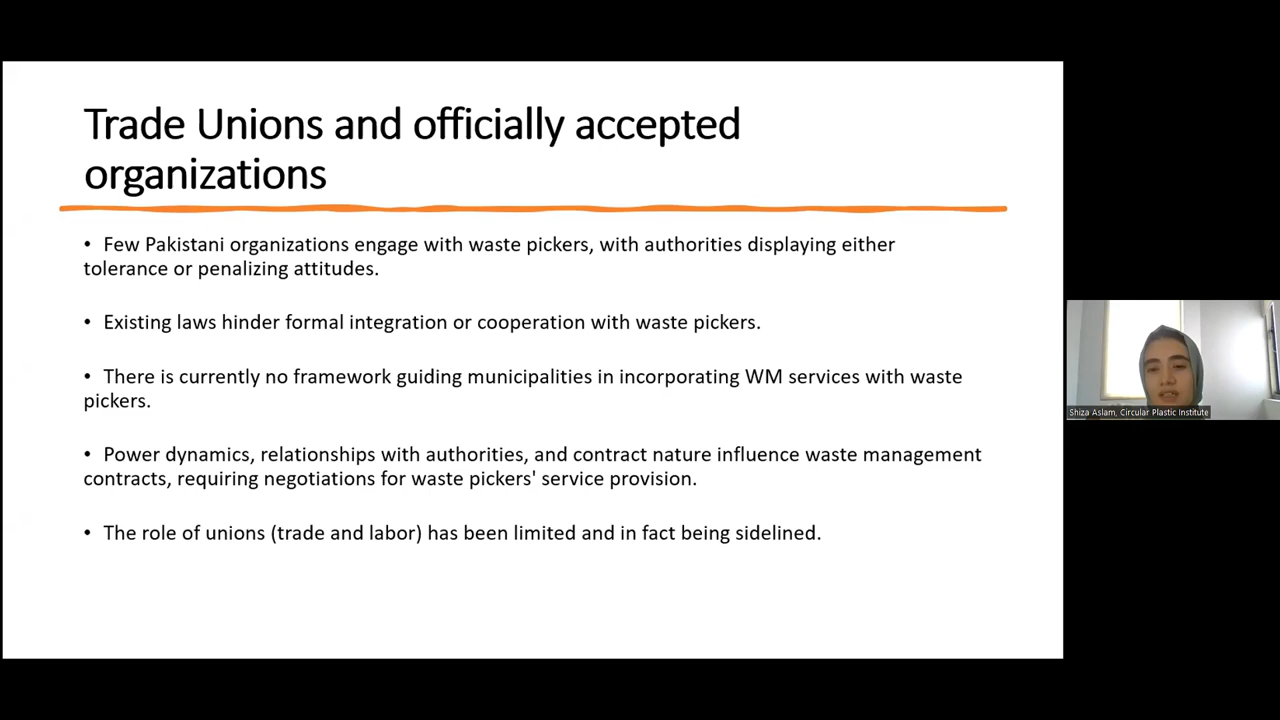 Trade Unions and officially accepted
organizations
• Few Pakistani organizations engage with waste pickers, with authorities displaying either
tolerance or penalizing attitudes.
• Existing laws hinder formal integration or cooperation with waste pickers.
• There is currently no framework guiding municipalities in incorporating WM services with waste
pickers.
• Power dynamics, relationships with authorities, and contract nature influence waste management
contracts, requiring negotiations for waste pickers' service provision.
• The role of unions (trade and labor) has been limited and in fact being sidelined.
Shiza Aslam, Circular Plastic Institute